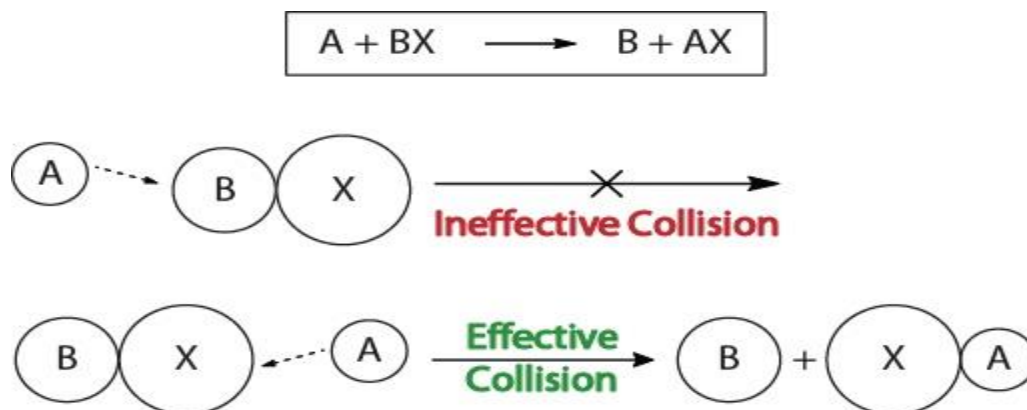 A + BX ⟶ B + AX
A B X
Ineffective Collision
B X A Effective Collision B + X A